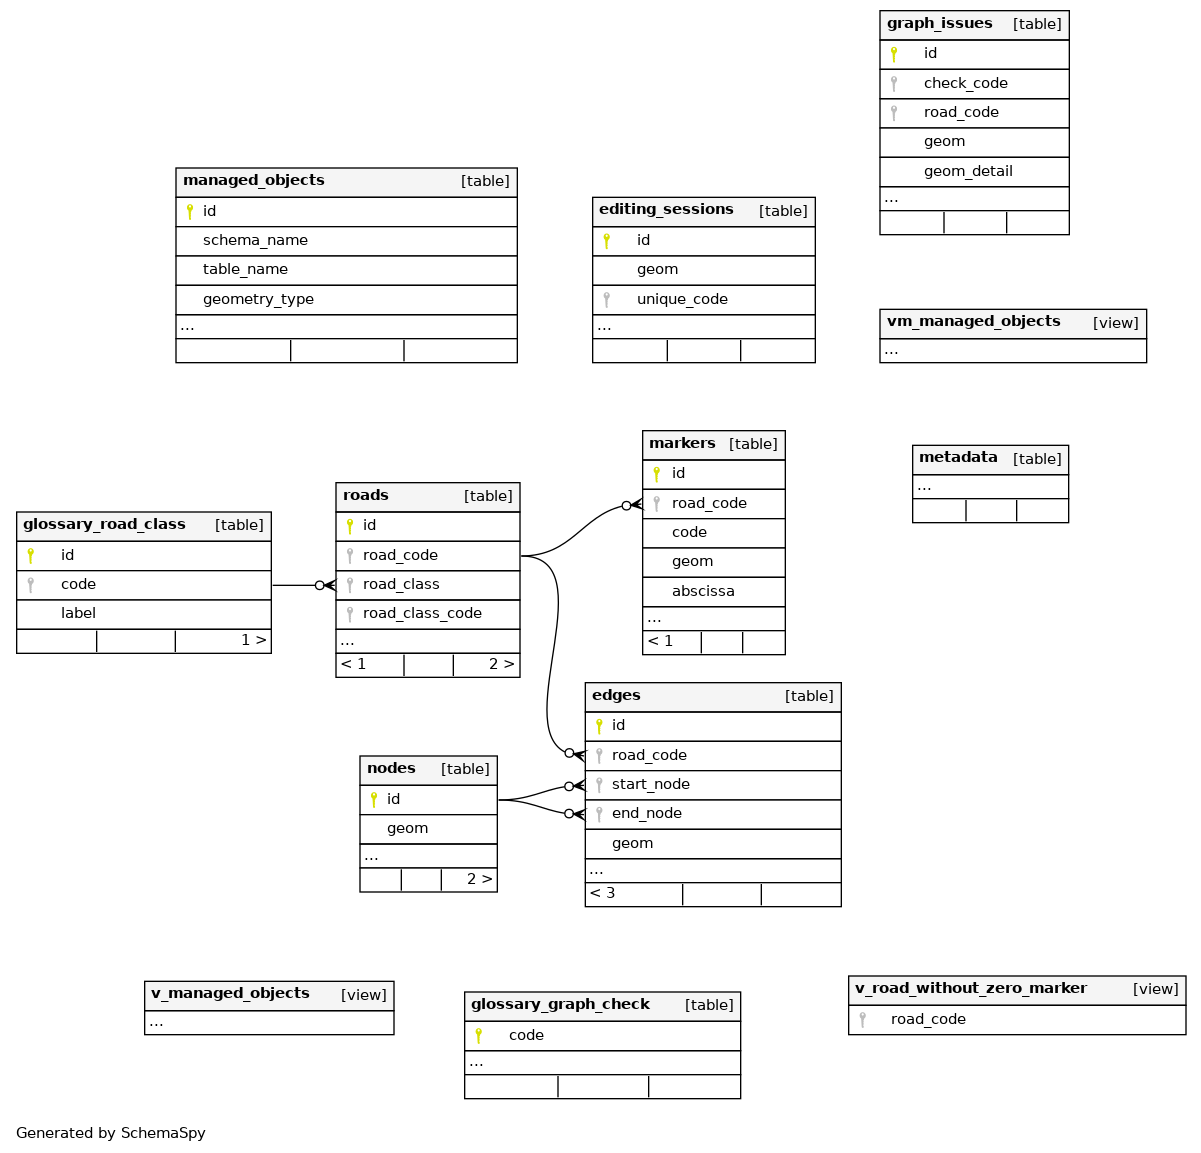 graph_issues [table]
id
check_code
road_code
geom
geom_detail
...
managed_objects [table]
id
schema_name
table_name
geometry_type
...
editing_sessions [table]
id
geom
unique_code
...
vm_managed_objects [view]
...
markers [table]
id
road_code
code
geom
abscissa
...
< 1
metadata [table]
...
glossary_road_class [table]
id
code
label
1 >
roads [table]
id
road_code
road_class
road_class_code
...
< 1 2 >
edges [table]
id
road_code
start_node
end_node
geom
...
< 3
nodes [table]
id
geom
...
2 >
v_managed_objects [view]
...
glossary_graph_check [table]
code
...
v_road_without_zero_marker [view]
road_code
Generated by SchemaSpy